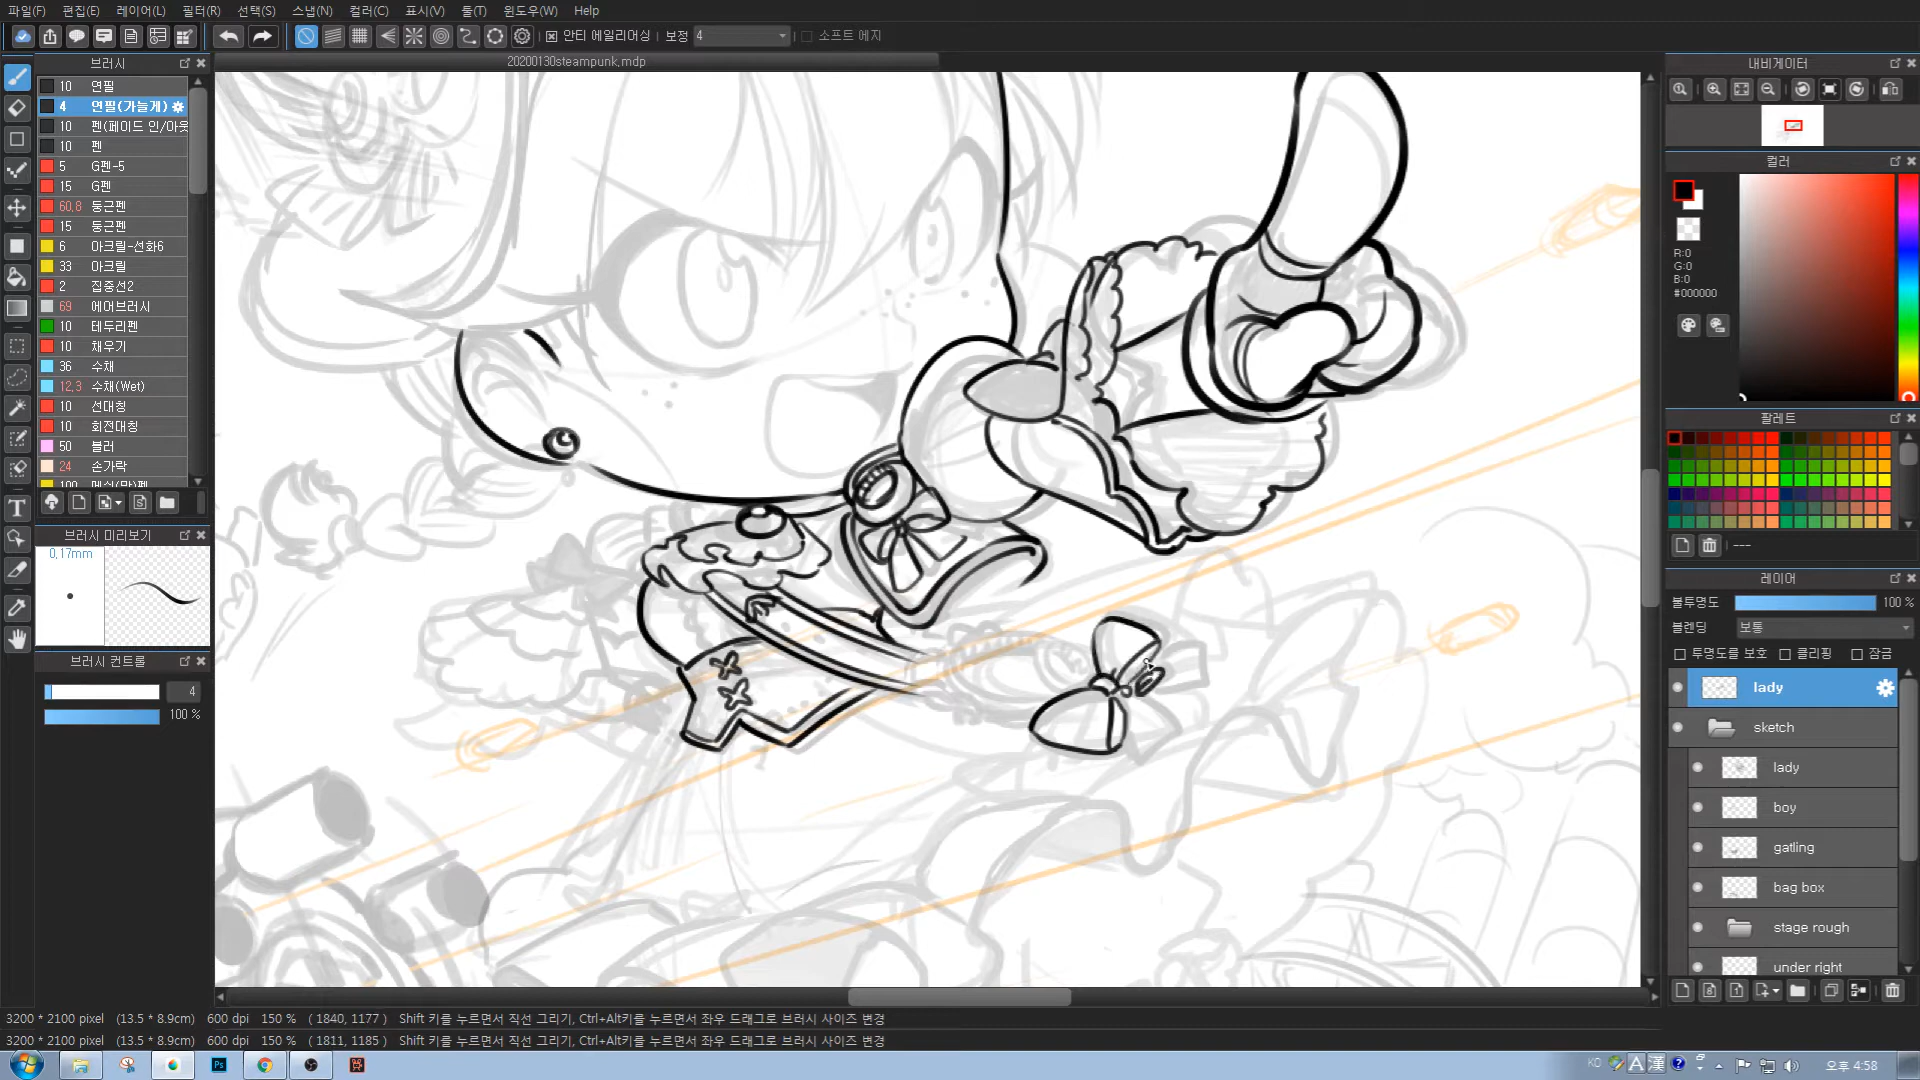 파일(F) 편집(E) 레이어(L) 필터(R) 선택(S) 스냅(N) 컬러(C) 표시(V) 툴(T) 윈도우(W) Help
안티 에일리어싱 보정 4 소프트 에지
브러시
20200130steampunk.mdp
내비게이터
10 연필
4 연필(가늘게)
10 펜(페이드 인/아웃
10 펜
5 G펜-5
15 G펜
60,8 둥근펜
15 둥근펜
6 아크릴-선화6
33 아크릴
2 집중선2
69 에어브러시
10 테두리펜
10 채우기
36 수채
12,3 수채(Wet)
10 선대칭
10 회전대칭
50 블러
24 손가락
브러시 미리보기
0,17mm
브러시 컨트롤
4
100 %
컬러
R:0
G:0
B:0
#000000
팔레트
---
레이어
불투명도 100 %
블렌딩 보통
투명도를 보호 클리핑 잠금
lady
sketch
lady
boy
gatling
bag box
stage rough
under right
3200 * 2100 pixel (13.5 * 8.9cm) 600 dpi 150 % ( 1840, 1177 ) Shift 키를 누르면서 직선 그리기, Ctrl+Alt키를 누르면서 좌우 드래그로 브러시 사이즈 변경
3200 * 2100 pixel (13.5 * 8.9cm) 600 dpi 150 % ( 1811, 1185 ) Shift 키를 누르면서 직선 그리기, Ctrl+Alt키를 누르면서 좌우 드래그로 브러시 사이즈 변경
Ps
KO A 漢 ? 오후 4:58